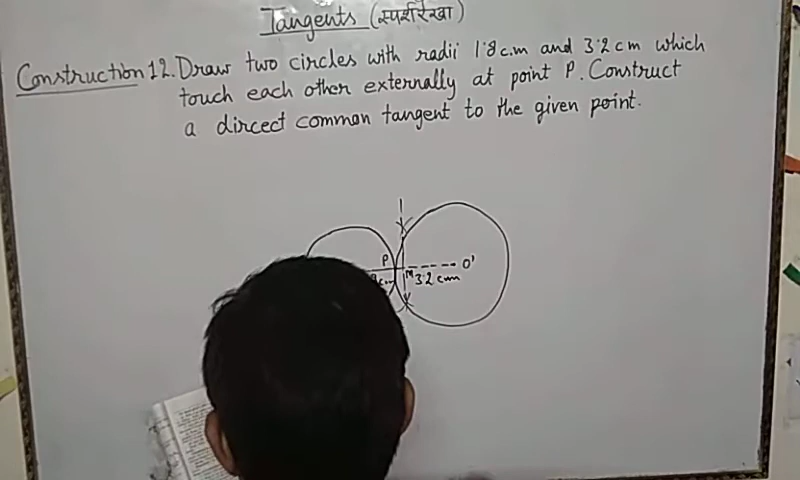 Tangents (स्पर्शरेखा)
Construction 12. Draw two circles with radii 1.8 c.m and 3.2 cm which
touch each other externally at point P. Construct
a dircect common tangent to the given point.
P O'
M 3.2 cm